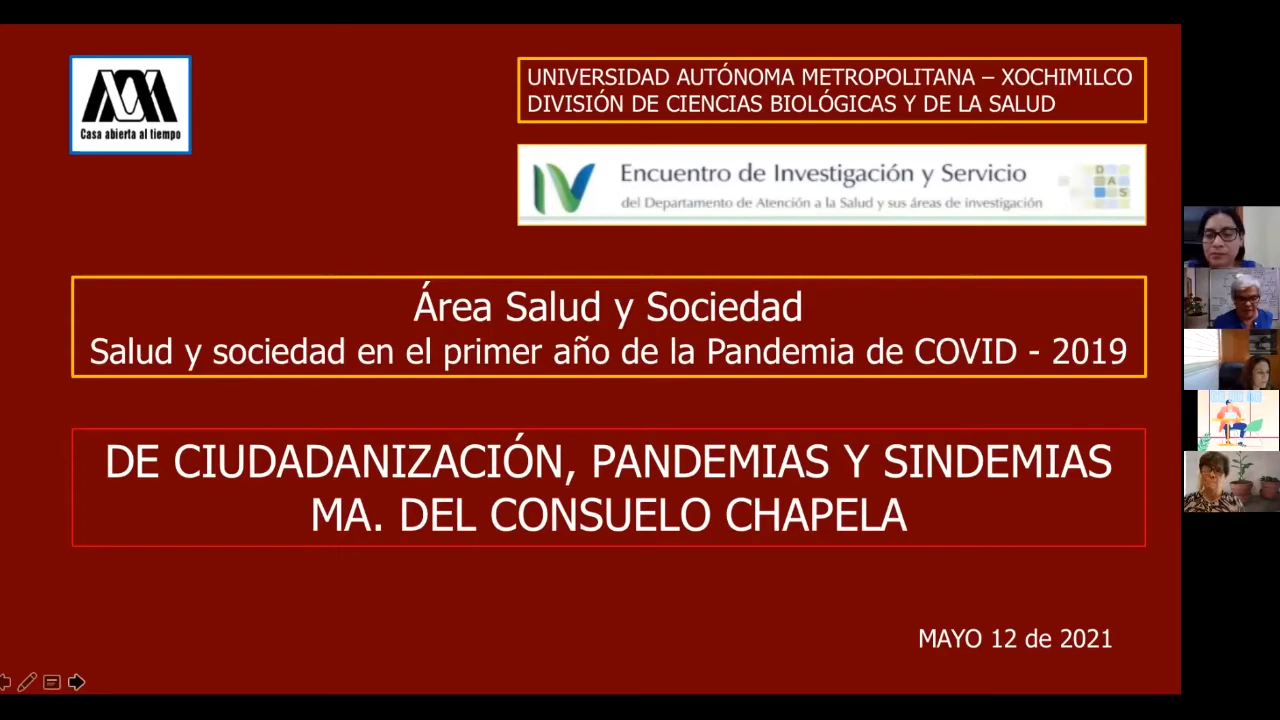 Casa abierta al tiempo
UNIVERSIDAD AUTÓNOMA METROPOLITANA – XOCHIMILCO
DIVISIÓN DE CIENCIAS BIOLÓGICAS Y DE LA SALUD
IV Encuentro de Investigación y Servicio
del Departamento de Atención a la Salud y sus áreas de investigación
D
A
S
Área Salud y Sociedad
Salud y sociedad en el primer año de la Pandemia de COVID - 2019
DE CIUDADANIZACIÓN, PANDEMIAS Y SINDEMIAS
MA. DEL CONSUELO CHAPELA
MAYO 12 de 2021